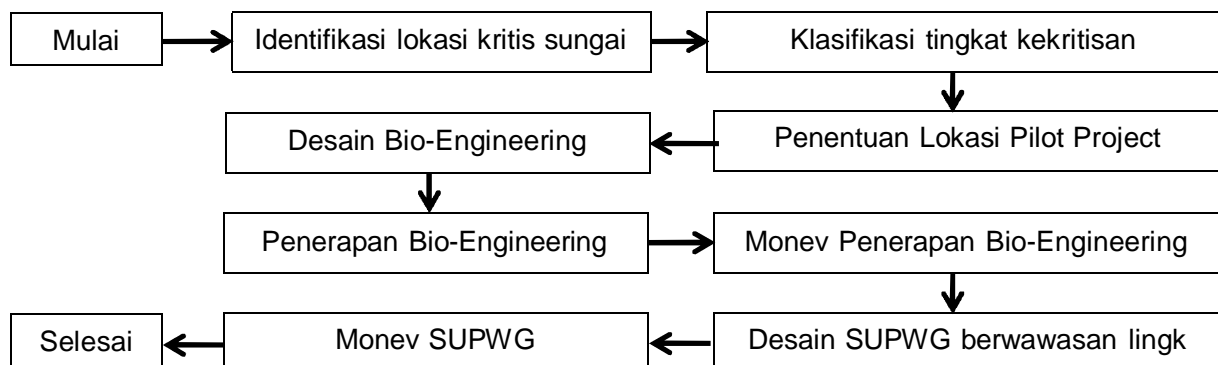 Mulai
Identifikasi lokasi kritis sungai
Klasifikasi tingkat kekritisan
Penentuan Lokasi Pilot Project
Desain Bio-Engineering
Penerapan Bio-Engineering
Monev Penerapan Bio-Engineering
Desain SUPWG berwawasan lingk
Monev SUPWG
Selesai